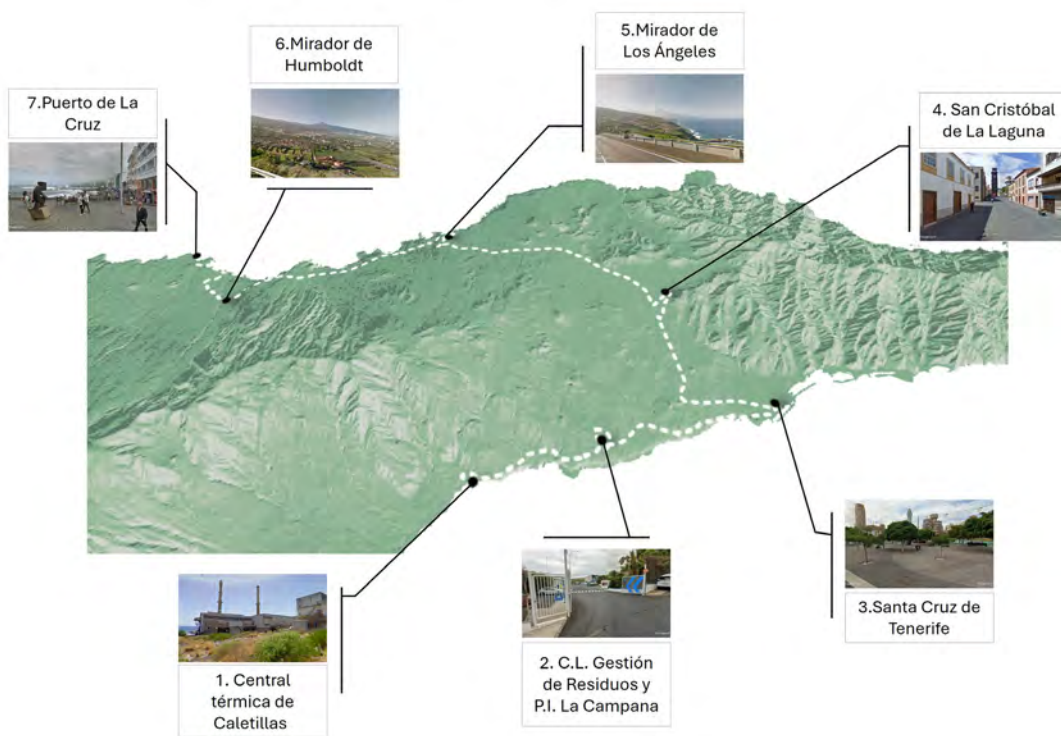 6.Mirador de
Humboldt
5.Mirador de
Los Ángeles
7.Puerto de La
Cruz
4. San Cristóbal
de La Laguna
3.Santa Cruz de
Tenerife
1. Central
térmica de
Caletillas
2. C.L. Gestión
de Residuos y
P.I. La Campana